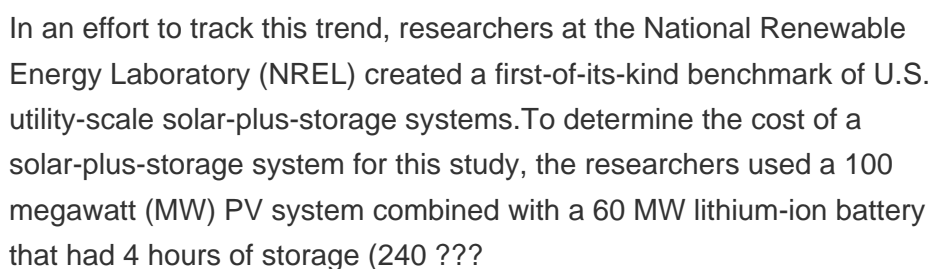 In an effort to track this trend, researchers at the National Renewable
Energy Laboratory (NREL) created a first-of-its-kind benchmark of U.S.
utility-scale solar-plus-storage systems.To determine the cost of a
solar-plus-storage system for this study, the researchers used a 100
megawatt (MW) PV system combined with a 60 MW lithium-ion battery
that had 4 hours of storage (240 ???